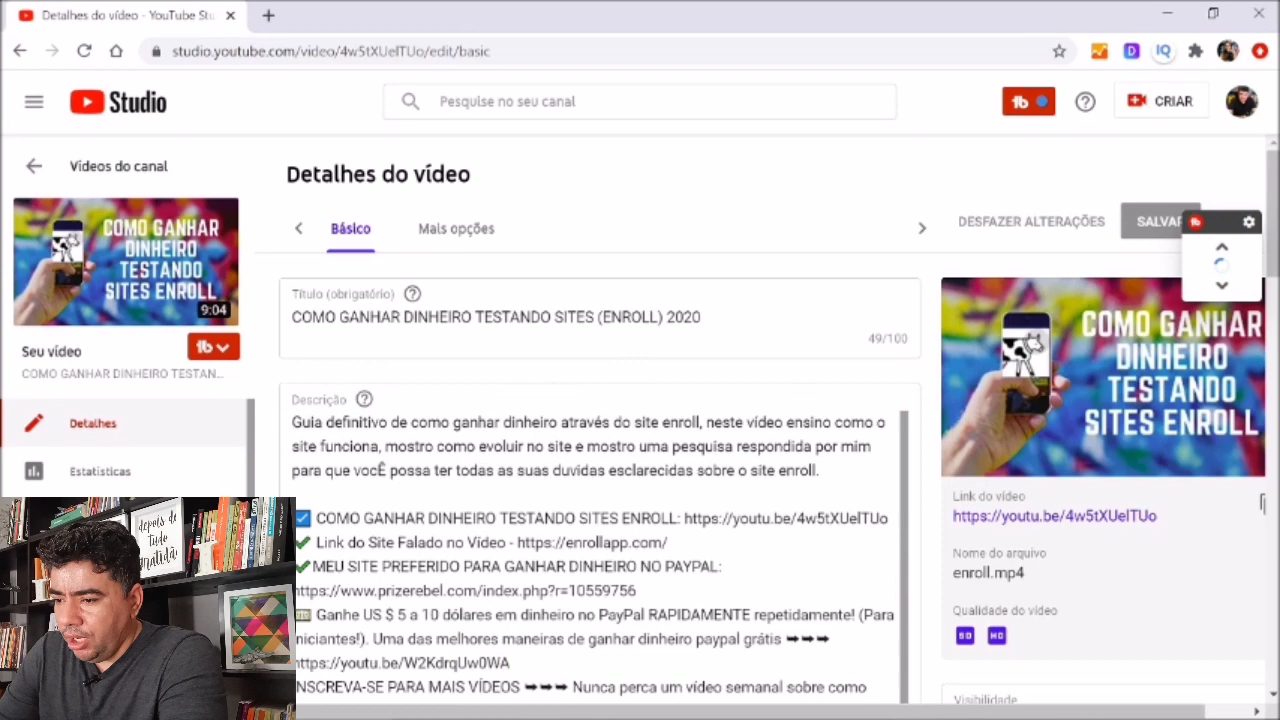 Detalhes do vídeo - YouTube Stu
studio.youtube.com/video/4w5tXUelTUo/edit/basic
Studio
Pesquise no seu canal
CRIAR
Vídeos do canal
COMO GANHAR
DINHEIRO
TESTANDO
SITES ENROLL
9:04
Seu vídeo
COMO GANHAR DINHEIRO TESTAN...
Detalhes
Estatísticas
Detalhes do vídeo
Básico
Mais opções
DESFAZER ALTERAÇÕES
SALVAR
Título (obrigatório)
COMO GANHAR DINHEIRO TESTANDO SITES (ENROLL) 2020
49/100
Descrição
Guia definitivo de como ganhar dinheiro através do site enroll, neste vídeo ensino como o
site funciona, mostro como evoluir no site e mostro uma pesquisa respondida por mim
para que vocÊ possa ter todas as suas duvidas esclarecidas sobre o site enroll.
☑ COMO GANHAR DINHEIRO TESTANDO SITES ENROLL: https://youtu.be/4w5tXUelTUo
✔ Link do Site Falado no Vídeo - https://enrollapp.com/
✔MEU SITE PREFERIDO PARA GANHAR DINHEIRO NO PAYPAL:
https://www.prizerebel.com/index.php?r=10559756
💵 Ganhe US $ 5 a 10 dólares em dinheiro no PayPal RAPIDAMENTE repetidamente! (Para
niciantes!). Uma das melhores maneiras de ganhar dinheiro paypal grátis ➡➡➡
https://youtu.be/W2KdrqUw0WA
NSCREVA-SE PARA MAIS VÍDEOS ➡➡➡ Nunca perca um vídeo semanal sobre como
COMO GANHAR
DINHEIRO
TESTANDO
SITES ENROLL
Link do vídeo
https://youtu.be/4w5tXUelTUo
Nome do arquivo
enroll.mp4
Qualidade do vídeo
SD HD
Visibilidade
depois de